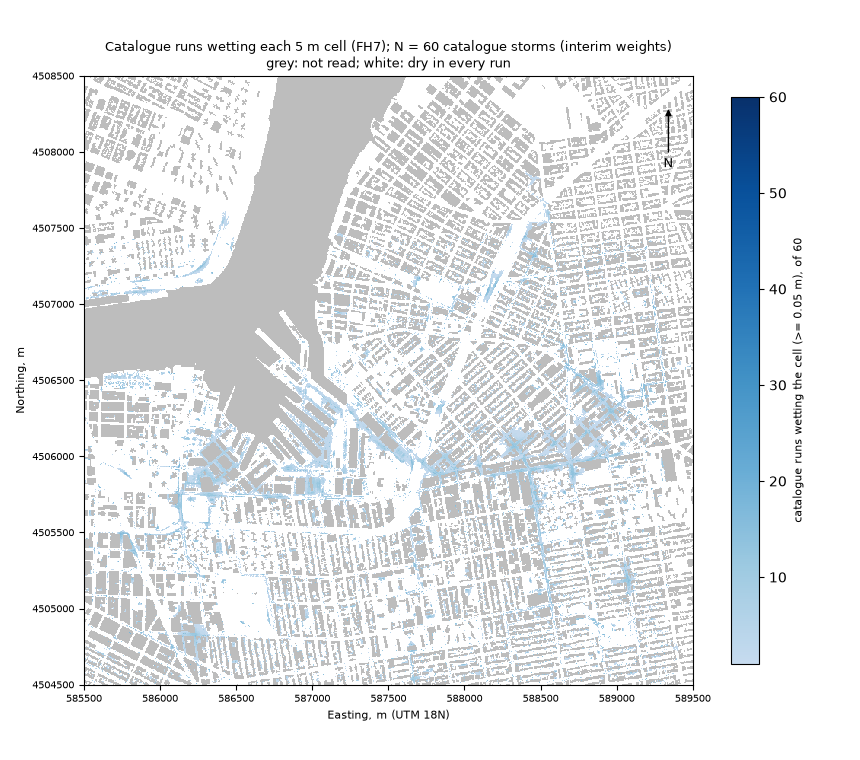 Catalogue runs wetting each 5 m cell (FH7); N = 60 catalogue storms (interim weights)
grey: not read; white: dry in every run
4508500
4508000
4507500
4507000
4506500
4506000
4505500
4505000
4504500
Northing, m
585500 586000 586500 587000 587500 588000 588500 589000 589500
Easting, m (UTM 18N)
N
60
50
40
30
20
10
catalogue runs wetting the cell (>= 0.05 m), of 60